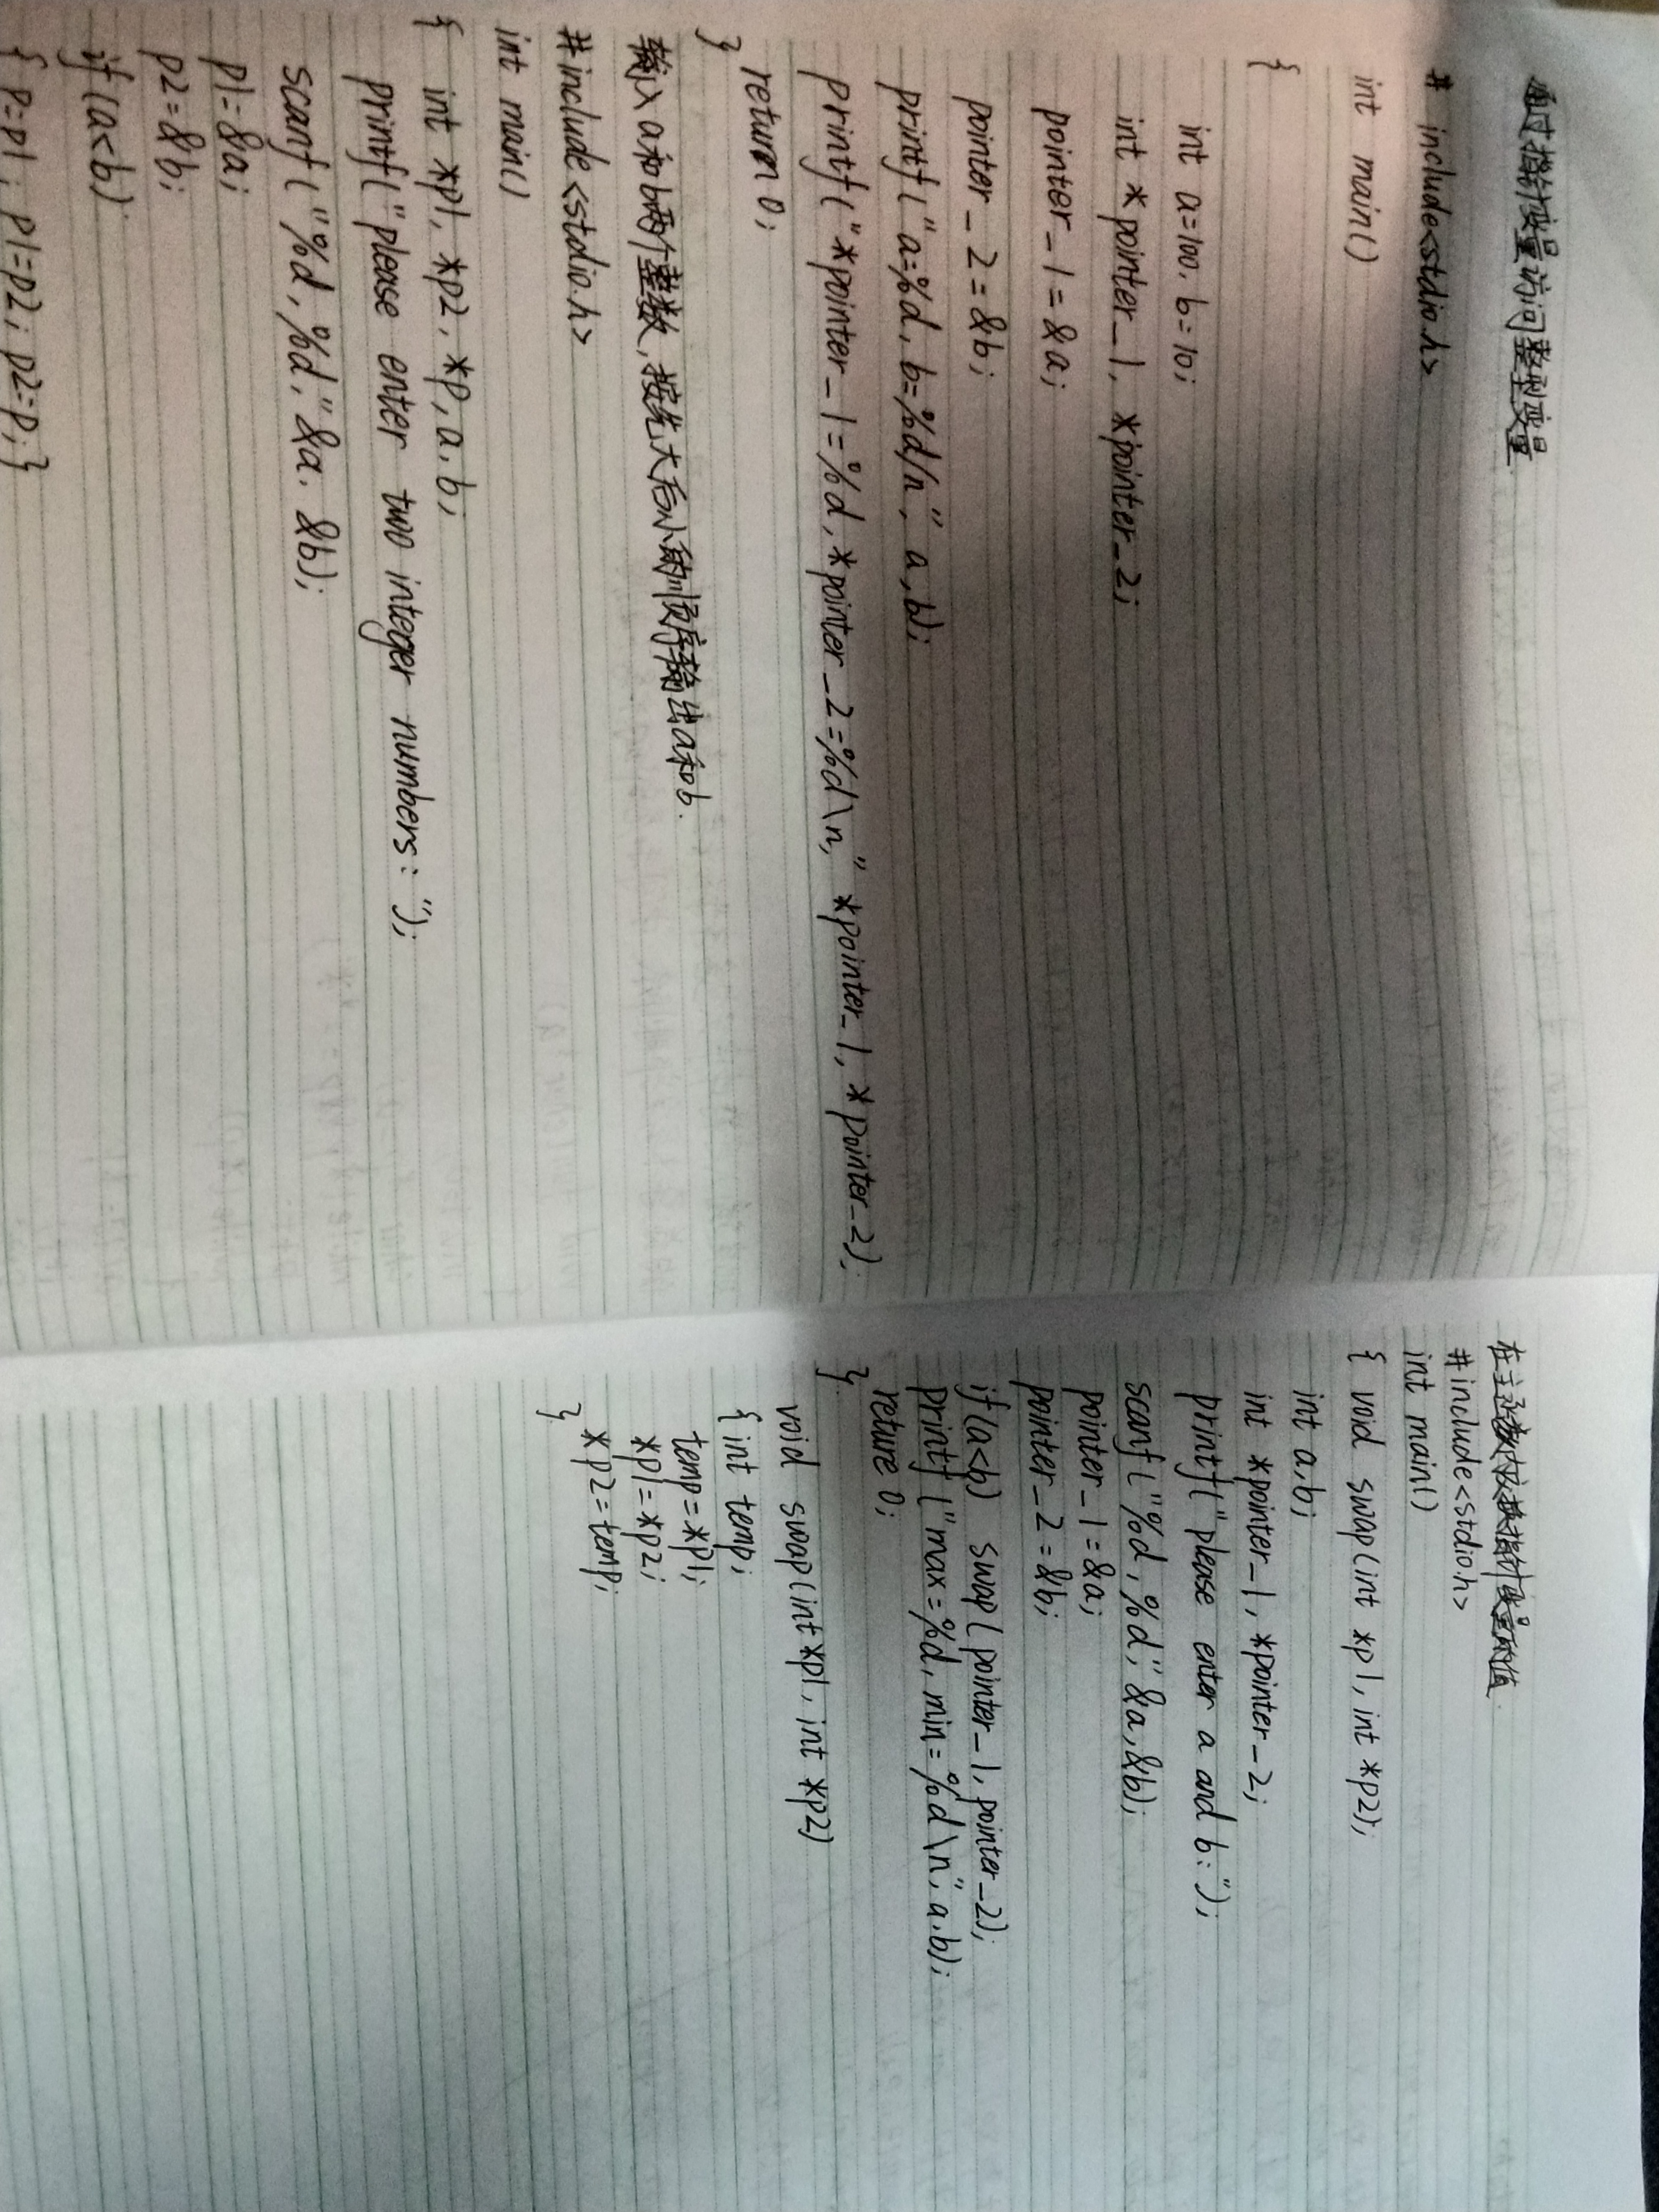 通过指针变量访问整型变量.
# include<stdio.h>
int main()
{
int a=100, b=10;
int *pointer_1, *pointer_2;
pointer_1=&a;
pointer_2=&b;
printf("a=%d, b=%d/n", a,b);
printf("*pointer_1=%d,*pointer_2=%d\n," *pointer_1,*pointer_2);
return 0;
}
输入a和b两个整数,按先大后小的顺序输出a和b.
#include<stdio.h>
int main()
{ int *p1, *p2, *p, a, b;
printf("please enter two integer numbers: ");
scanf("%d, %d," &a, &b);
p1=&a;
p2=&b;
if(a<b)
{ p=p1; p1=p2; p2=p;}
在主函数中交换指针变量的值.
#include<stdio.h>
int main()
{ void swap(int *p1, int *p2);
int a,b;
int *pointer_1,*pointer_2;
printf("please enter a and b:");
scanf("%d,%d," &a,&b);
pointer_1=&a;
pointer_2=&b;
if(a<b) swap(pointer_1,pointer_2);
printf("max=%d, min=%d\n," a,b);
reture 0;
}
void swap(int*p1, int *p2)
{ int temp;
temp=*p1;
*p1=*p2;
*p2=temp;
}